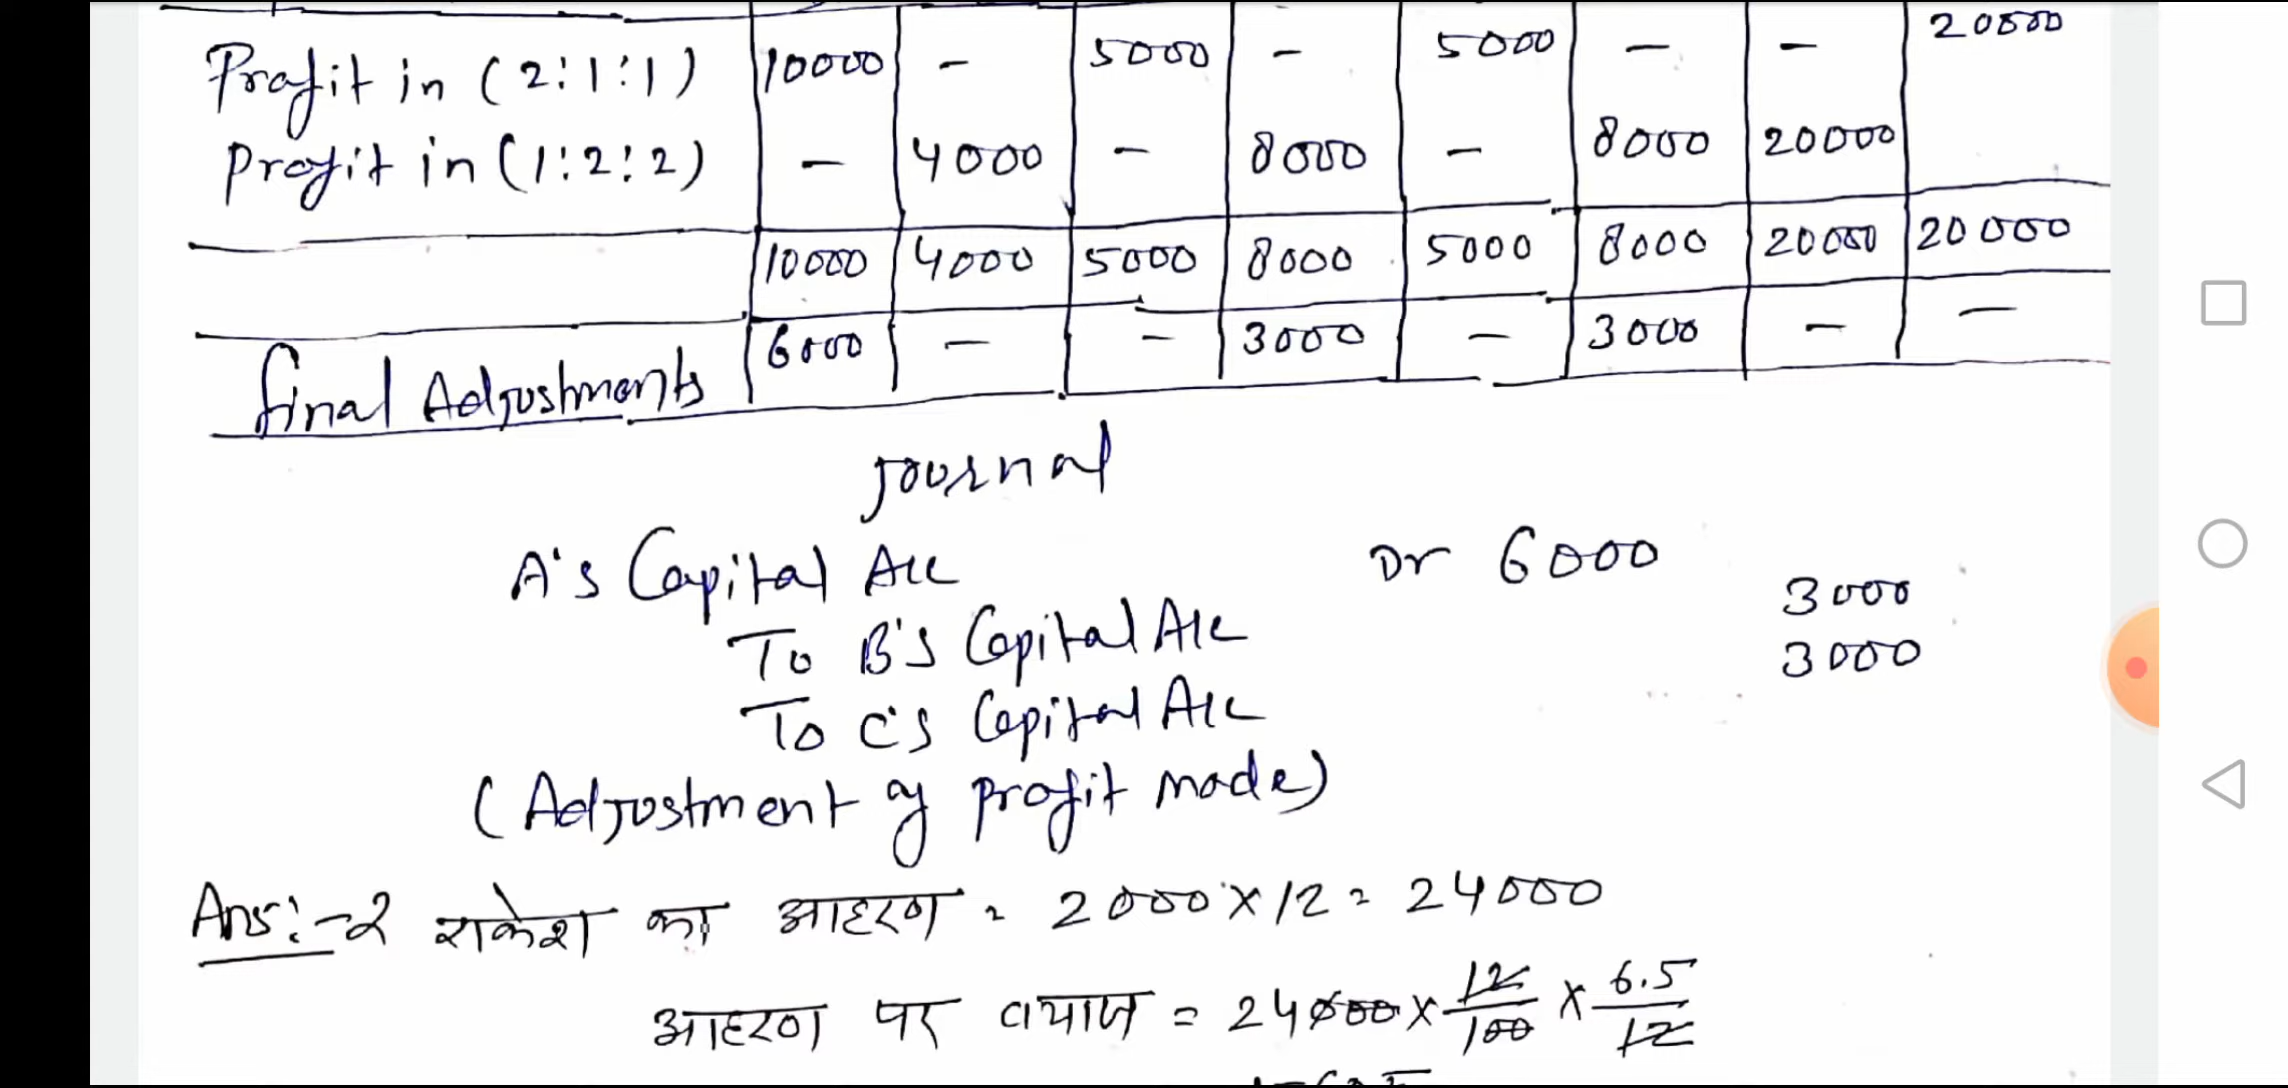 Profit in (2:1:1) 10000 - 5000 - 5000 - - 20000
Profit in (1:2:2) - 4000 - 8000 - 8000 20000
10000 4000 5000 8000 5000 8000 20000 20000
final Adjustments 6000 - - 3000 - 3000 - -
Journal
A's Capital A/c Dr 6000
To B's Capital A/c 3000
To C's Capital A/c 3000
(Adjustment of profit made)
Ans:-2 राकेश का आहरण = 2000 x 12 = 24000
आहरण पर ब्याज = 24000 x 12/100 x 6.5/12